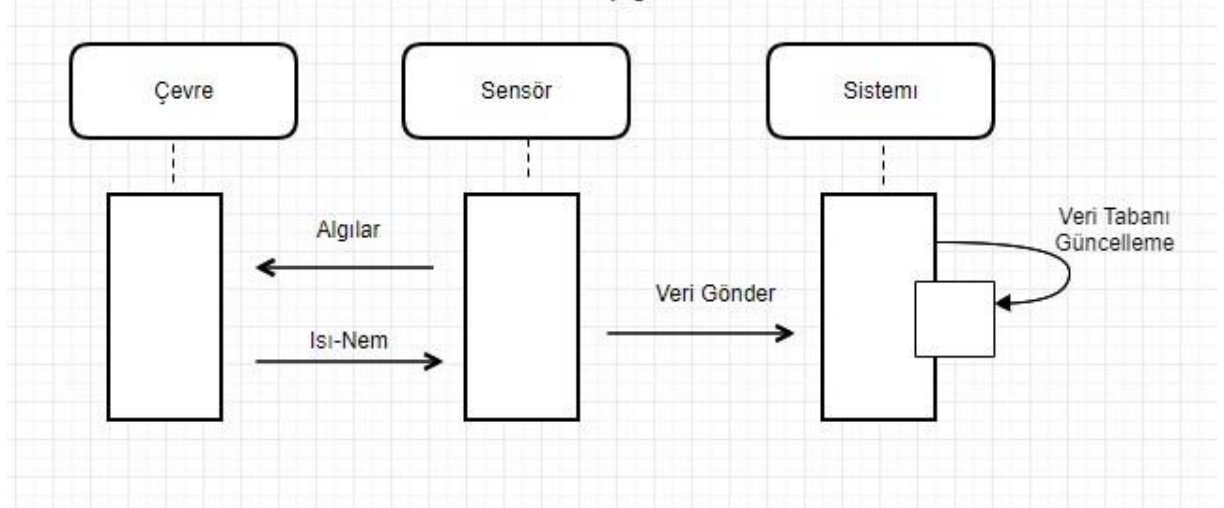 Çevre
Sensör
Sistemı
Algılar
Veri Tabanı
Güncelleme
Veri Gönder
Isı-Nem